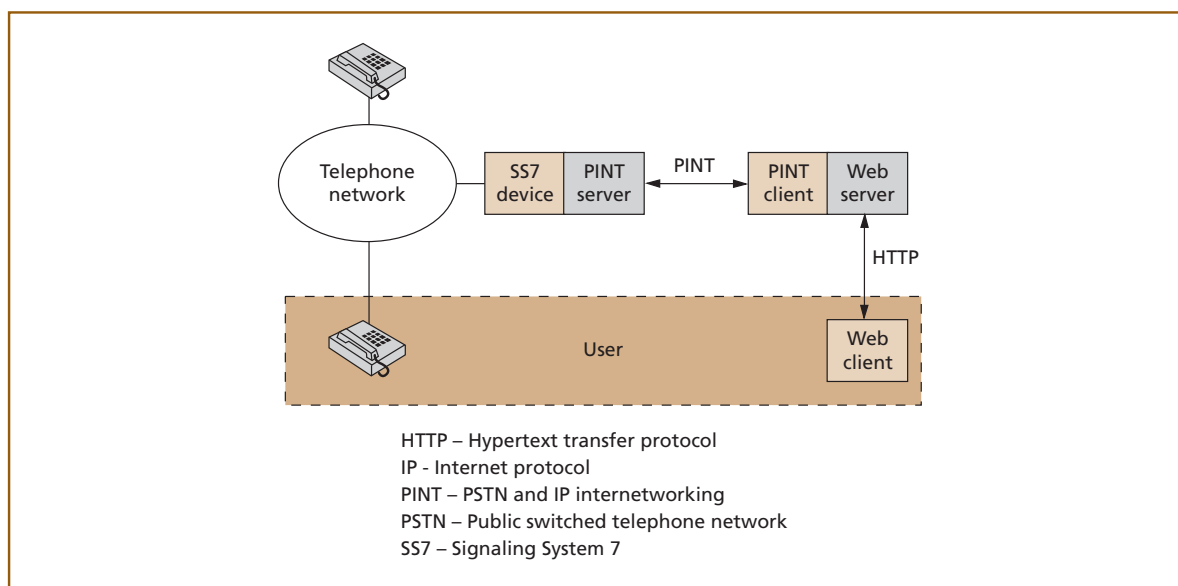 Telephone
network
SS7
device
PINT
server
PINT
PINT
client
Web
server
HTTP
User
Web
client
HTTP – Hypertext transfer protocol
IP - Internet protocol
PINT – PSTN and IP internetworking
PSTN – Public switched telephone network
SS7 – Signaling System 7